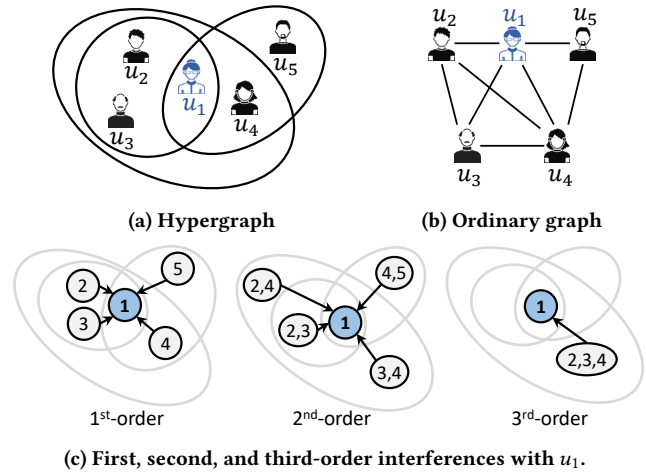 u₂ u₁ u₅
u₂
u₅
u₁
u₄
u₃
u₃ u₄
(a) Hypergraph
(b) Ordinary graph
2 5 1 3 4
2,4 4,5 1 2,3 3,4
1 2,3,4
1ˢᵗ-order
2ⁿᵈ-order
3ʳᵈ-order
(c) First, second, and third-order interferences with u₁.